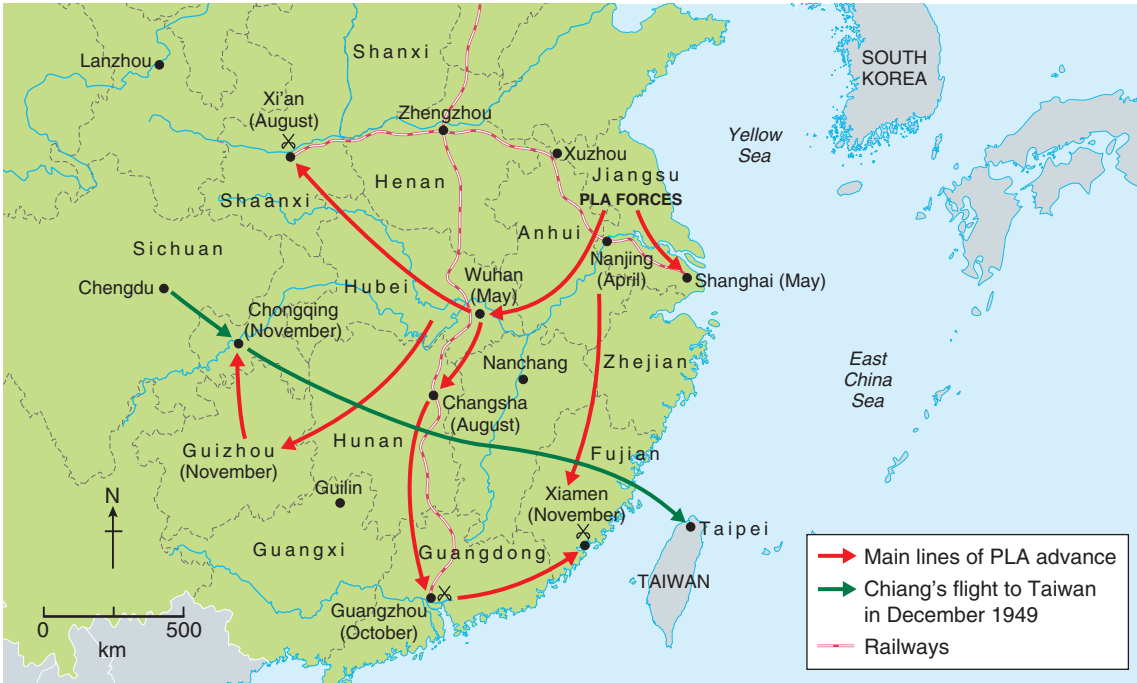 Lanzhou
Shanxi
SOUTH
KOREA
Xi'an
(August)
Zhengzhou
Yellow
Sea
Xuzhou
Jiangsu
Henan
PLA FORCES
Shaanxi
Anhui
Sichuan
Nanjing
(April)
Shanghai (May)
Wuhan
(May)
Hubei
Chengdu
Chongqing
(November)
Nanchang
Zhejian
East
China
Sea
Changsha
(August)
Hunan
Guizhou
(November)
Fujian
Guilin
Xiamen
(November)
N
Taipei
Guangxi
Guangdong
TAIWAN
Guangzhou
(October)
0 500
km
Main lines of PLA advance
Chiang's flight to Taiwan
in December 1949
Railways